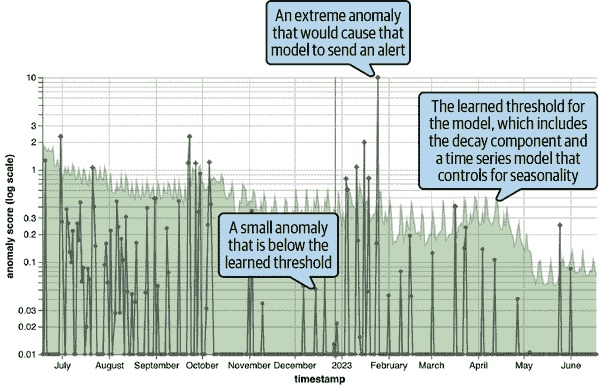 An extreme anomaly
that would cause that
model to send an alert
The learned threshold for
the model, which includes
the decay component and
a time series model that
controls for seasonality
A small anomaly
that is below the
learned threshold
anomaly score (log scale)
10
3
2
1
0.3
0.2
0.1
0.03
0.02
0.01
July August September October November December 2023 February March April May June
timestamp